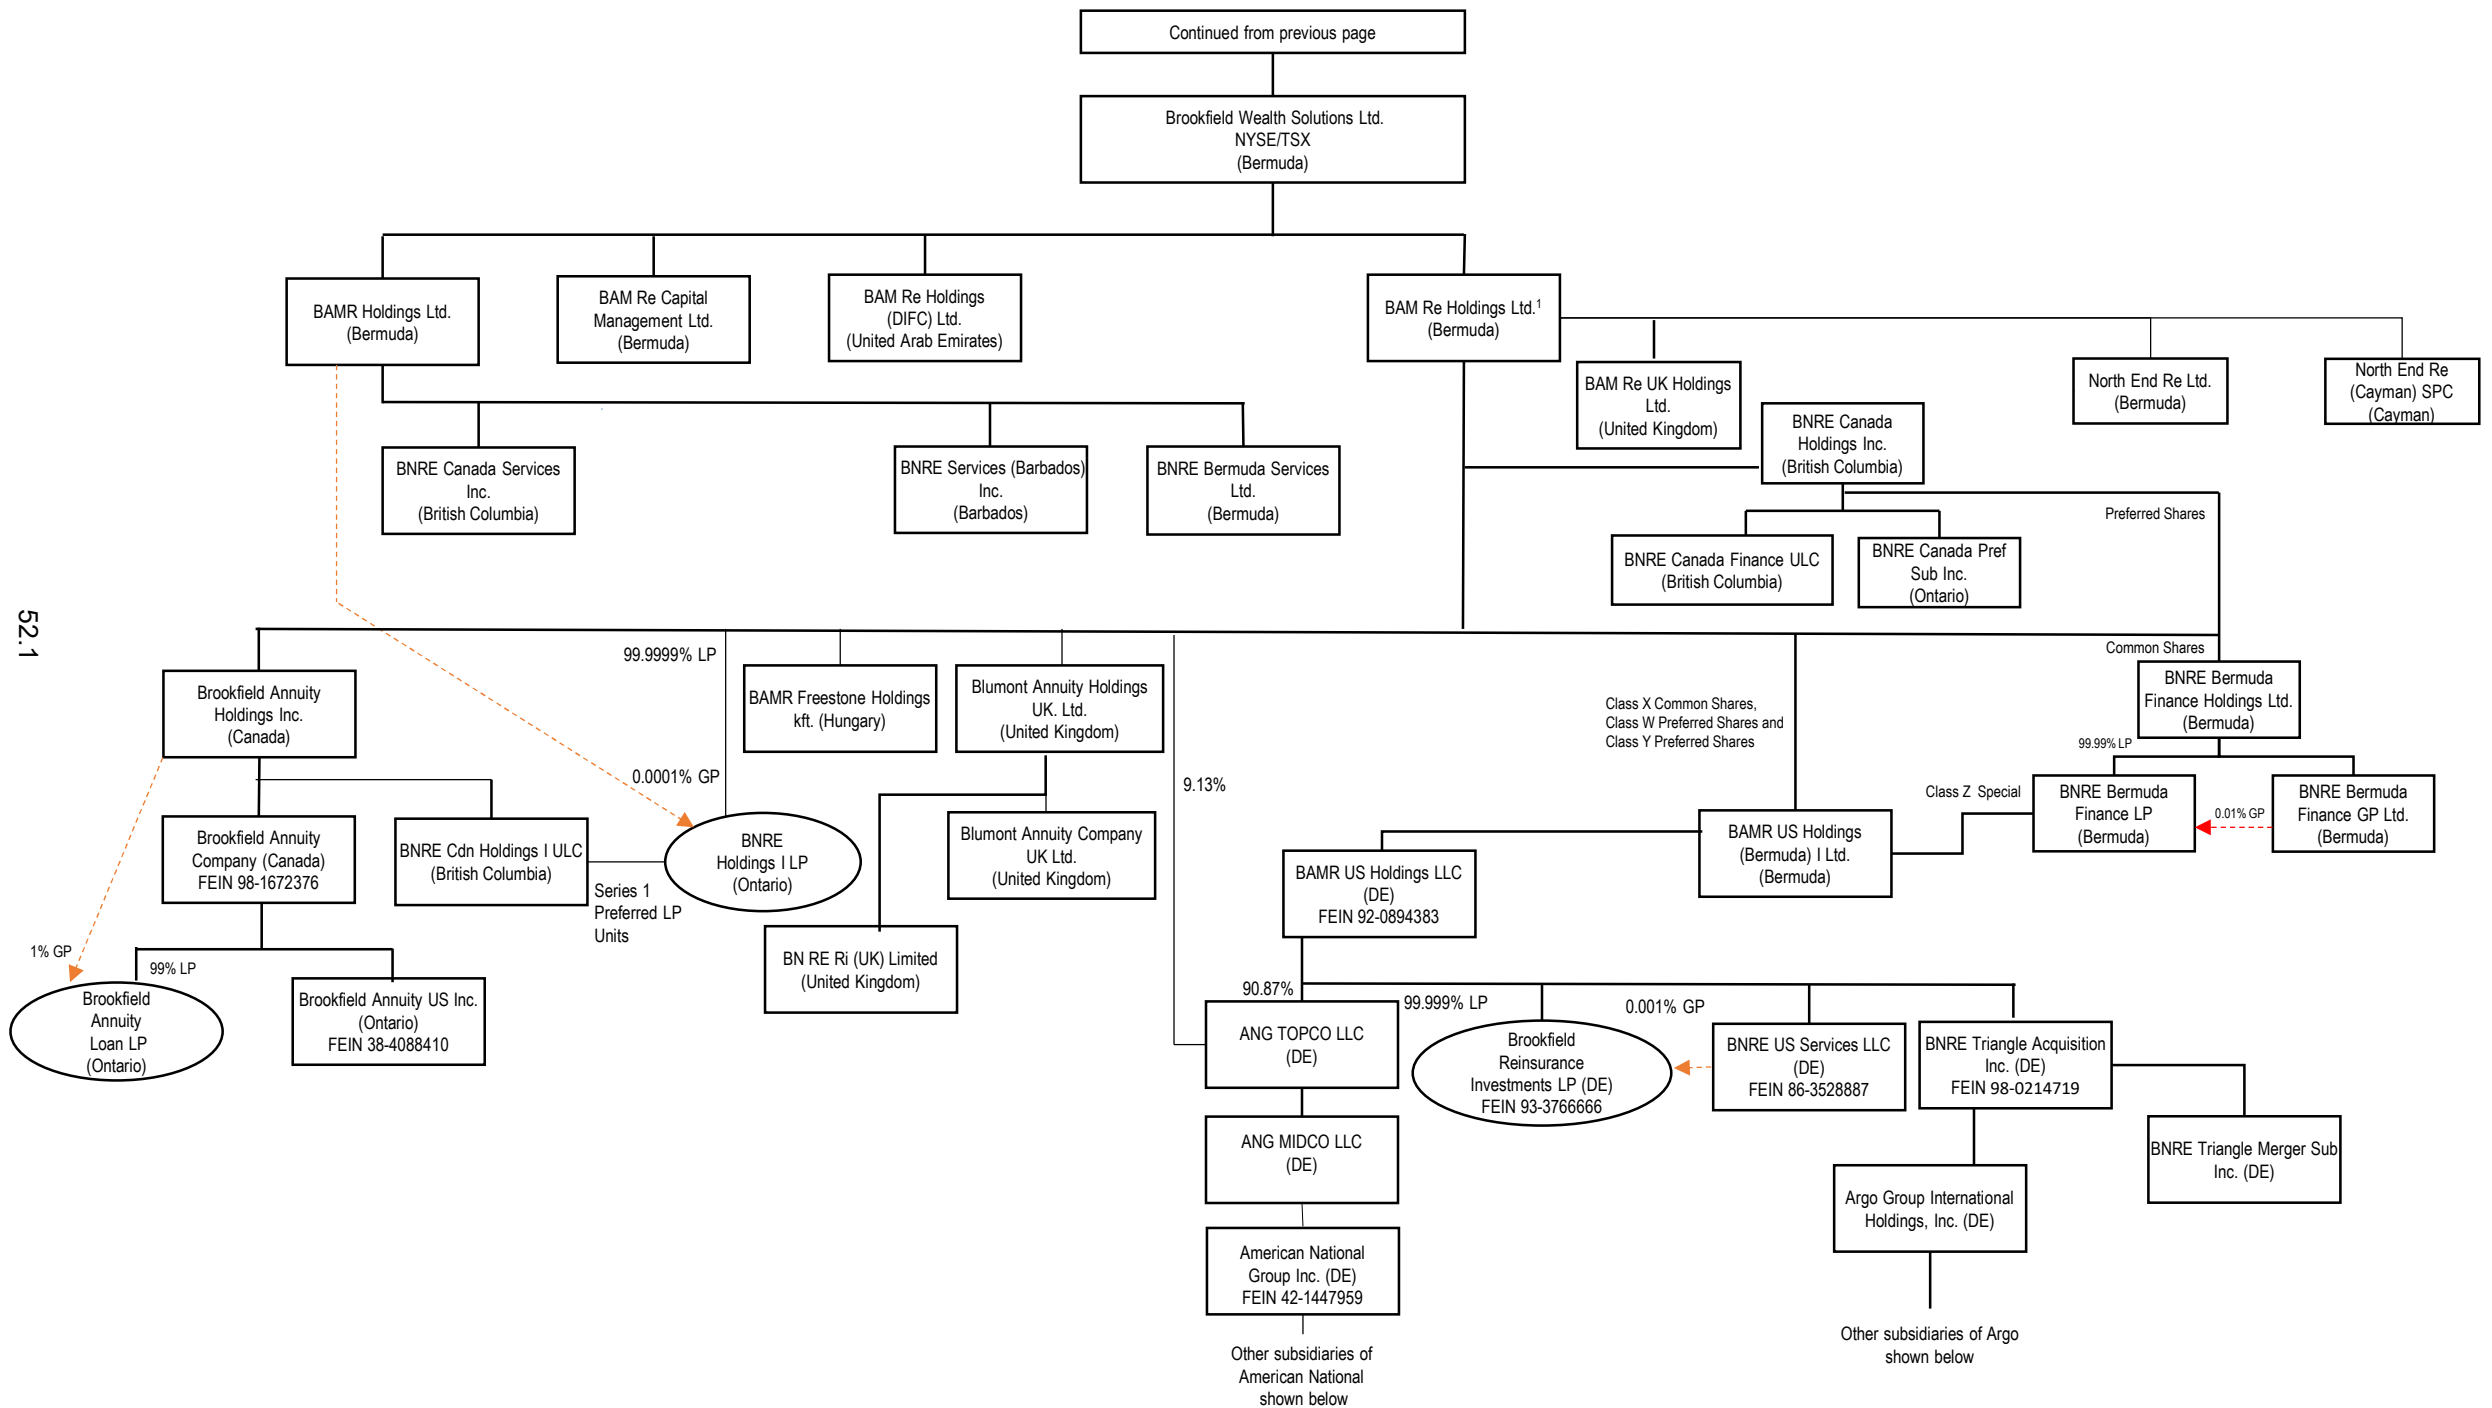 Continued from previous page
Brookfield Wealth Solutions Ltd.
NYSE/TSX
(Bermuda)
BAMR Holdings Ltd.
(Bermuda)
BAM Re Capital
Management Ltd.
(Bermuda)
BAM Re Holdings
(DIFC) Ltd.
(United Arab Emirates)
BAM Re Holdings Ltd.¹
(Bermuda)
BAM Re UK Holdings
Ltd.
(United Kingdom)
North End Re Ltd.
(Bermuda)
North End Re
(Cayman) SPC
(Cayman)
BNRE Canada
Holdings Inc.
(British Columbia)
BNRE Canada Services
Inc.
(British Columbia)
BNRE Services (Barbados)
Inc.
(Barbados)
BNRE Bermuda Services
Ltd.
(Bermuda)
Preferred Shares
BNRE Canada Finance ULC
(British Columbia)
BNRE Canada Pref
Sub Inc.
(Ontario)
52.1
99.9999% LP
Common Shares
Brookfield Annuity
Holdings Inc.
(Canada)
BAMR Freestone Holdings
kft. (Hungary)
Blumont Annuity Holdings
UK. Ltd.
(United Kingdom)
Class X Common Shares,
Class W Preferred Shares and
Class Y Preferred Shares
BNRE Bermuda
Finance Holdings Ltd.
(Bermuda)
99.99% LP
0.0001% GP
9.13%
Class Z Special
BNRE Bermuda
Finance LP
(Bermuda)
0.01% GP
BNRE Bermuda
Finance GP Ltd.
(Bermuda)
Brookfield Annuity
Company (Canada)
FEIN 98-1672376
BNRE Cdn Holdings I ULC
(British Columbia)
Series 1
Preferred LP
Units
BNRE
Holdings I LP
(Ontario)
Blumont Annuity Company
UK Ltd.
(United Kingdom)
BAMR US Holdings
(Bermuda) I Ltd.
(Bermuda)
BAMR US Holdings LLC
(DE)
FEIN 92-0894383
BN RE Ri (UK) Limited
(United Kingdom)
1% GP
99% LP
Brookfield
Annuity
Loan LP
(Ontario)
Brookfield Annuity US Inc.
(Ontario)
FEIN 38-4088410
90.87%
99.999% LP
0.001% GP
ANG TOPCO LLC
(DE)
Brookfield
Reinsurance
Investments LP (DE)
FEIN 93-3766666
BNRE US Services LLC
(DE)
FEIN 86-3528887
BNRE Triangle Acquisition
Inc. (DE)
FEIN 98-0214719
ANG MIDCO LLC
(DE)
BNRE Triangle Merger Sub
Inc. (DE)
Argo Group International
Holdings, Inc. (DE)
American National
Group Inc. (DE)
FEIN 42-1447959
Other subsidiaries of Argo
shown below
Other subsidiaries of
American National
shown below